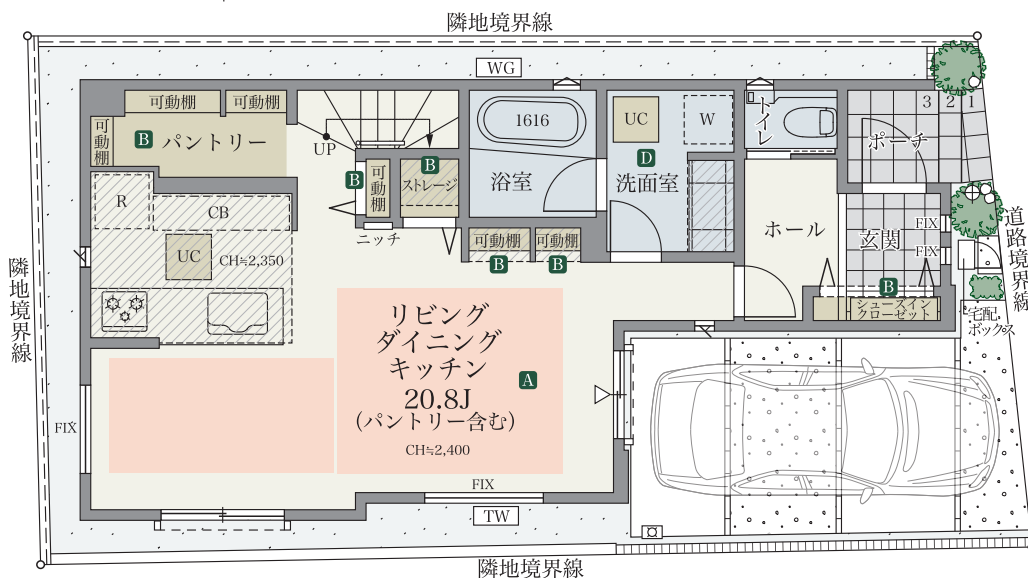 隣地境界線
WG
可動棚
可動棚
可動棚
B
パントリー
UP
B
可動棚
B
ストレージ
ニッチ
1616
浴室
UC
W
D
洗面室
トイレ
3 2 1
ポーチ
R
CB
UC
CH≒2,350
可動棚
可動棚
B
B
ホール
玄関
FIX
FIX
B
シューズイン
クローゼット
道路境界線
宅配
ボックス
隣地境界線
リビング
ダイニング
キッチン
20.8J
(パントリー含む)
CH≒2,400
A
FIX
FIX
TW
隣地境界線